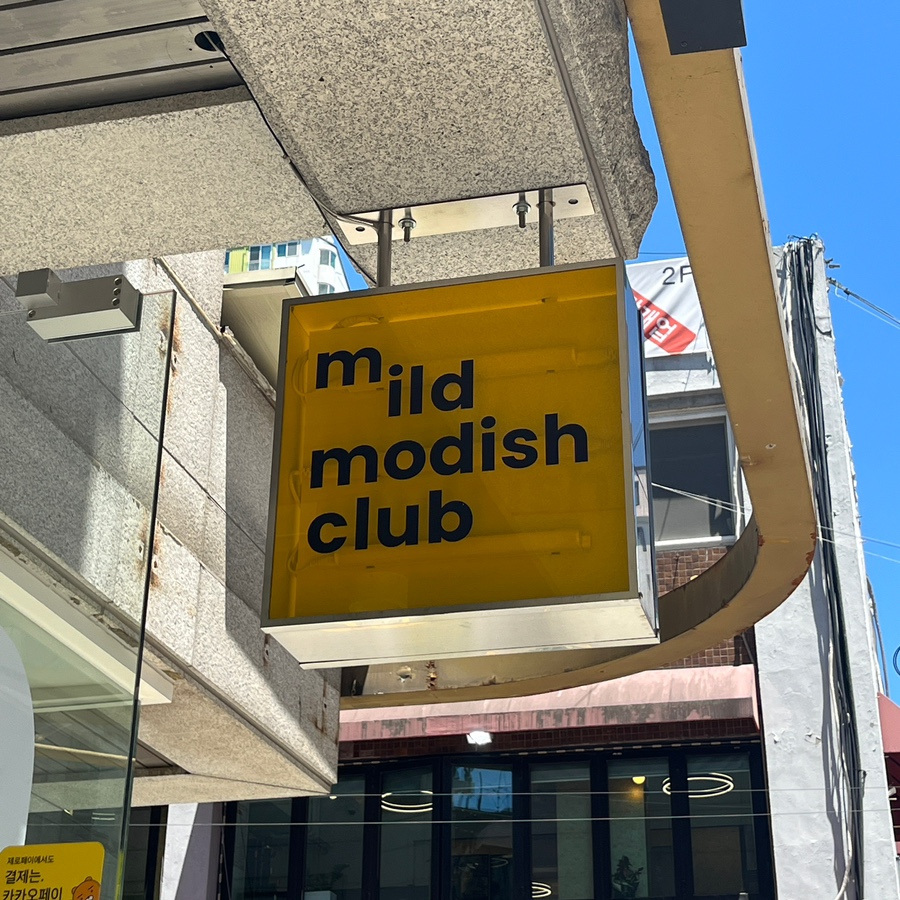 2F
mild
modish
club
제로페이에서도
결제는,
카카오페이